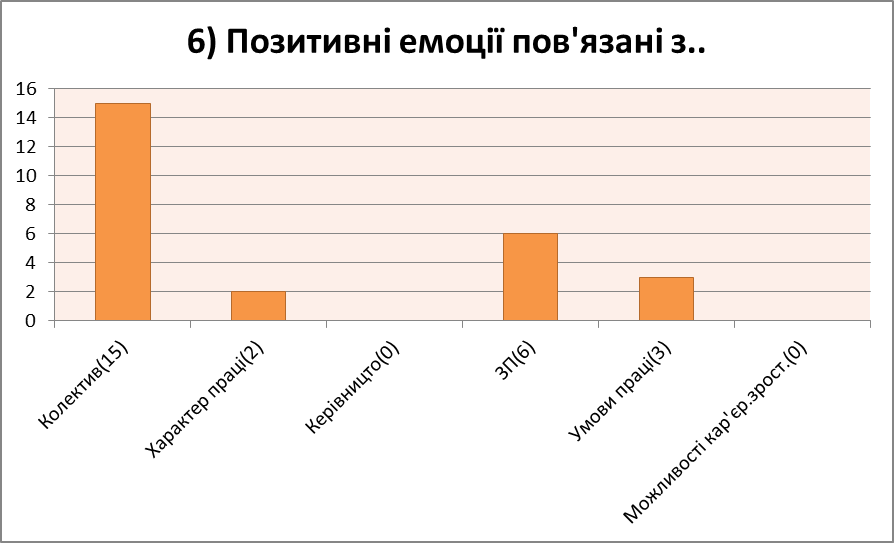 6) Позитивні емоції пов'язані з..
16
14
12
10
8
6
4
2
0
Колектив(15)
Характер праці(2)
Керівницто(0)
ЗП(6)
Умови праці(3)
Можливості кар'єр.зрост.(0)